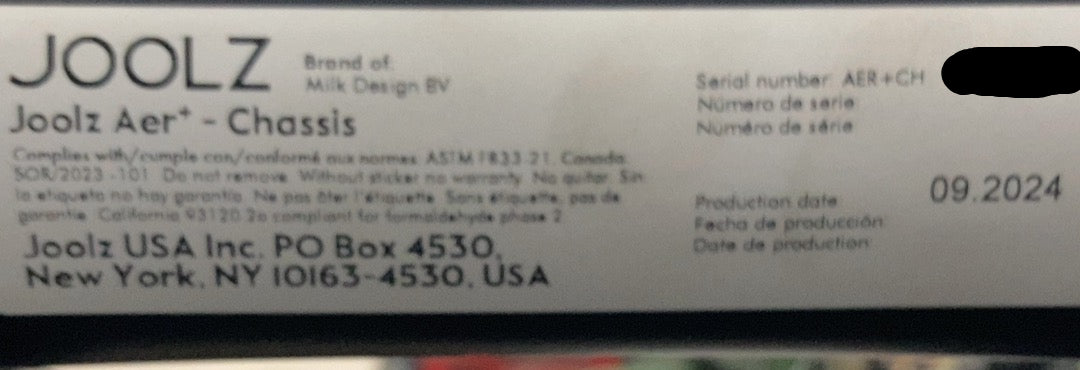 JOOLZ
Brand of:
Milk Design BV
Joolz Aer+ - Chassis
Complies with/cumple con/conformé aux normes ASTM F833-21, Canada
SOR/2023-101. Do not remove. Without sticker no warranty. No quitar. Sin
la etiqueta no hay garantía. Ne pas ôter l'étiquette. Sans étiquette, pas de
garantie. California 93120.2a compliant for formaldehyde phase 2
Joolz USA Inc. PO Box 4530,
New York, NY 10163-4530, USA
Serial number: AER+CH
Número de serie:
Numéro de série:
Production date: 09.2024
Fecha de producción:
Date de production: